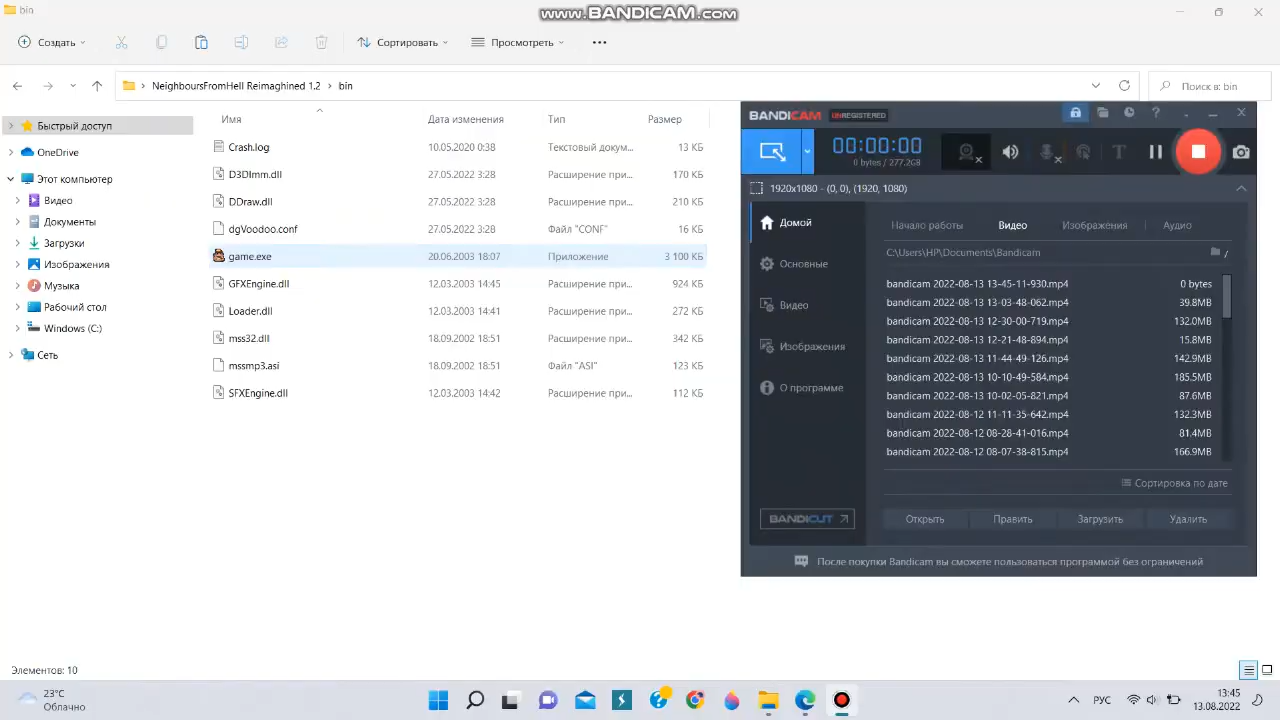 bin
www.BANDICAM.com
Создать
Сортировать
Просмотреть
NeighboursFromHell Reimaghined 1.2 > bin
Поиск в: bin
Быстрый доступ
OneDrive
Этот компьютер
Видео
Документы
Загрузки
Изображения
Музыка
Рабочий стол
Windows (C:)
Сеть
Имя Дата изменения Тип Размер
Crash.log 10.05.2020 0:38 Текстовый докум... 13 КБ
D3DImm.dll 27.05.2022 3:28 Расширение при... 170 КБ
DDraw.dll 27.05.2022 3:28 Расширение при... 210 КБ
dgVoodoo.conf 27.05.2022 3:28 Файл "CONF" 16 КБ
game.exe 20.06.2003 18:07 Приложение 3 100 КБ
GFXEngine.dll 12.03.2003 14:45 Расширение при... 924 КБ
Loader.dll 12.03.2003 14:41 Расширение при... 272 КБ
mss32.dll 18.09.2002 18:51 Расширение при... 342 КБ
mssmp3.asi 18.09.2002 18:51 Файл "ASI" 123 КБ
SFXEngine.dll 12.03.2003 14:42 Расширение при... 112 КБ
BANDICAM UNREGISTERED
00:00:00
0 bytes / 277.2GB
1920x1080 - (0, 0), (1920, 1080)
Домой
Основные
Видео
Изображения
О программе
BANDICUT
Начало работы Видео Изображения Аудио
C:\Users\HP\Documents\Bandicam
bandicam 2022-08-13 13-45-11-930.mp4 0 bytes
bandicam 2022-08-13 13-03-48-062.mp4 39.8MB
bandicam 2022-08-13 12-30-00-719.mp4 132.0MB
bandicam 2022-08-13 12-21-48-894.mp4 15.8MB
bandicam 2022-08-13 11-44-49-126.mp4 142.9MB
bandicam 2022-08-13 10-10-49-584.mp4 185.5MB
bandicam 2022-08-13 10-02-05-821.mp4 87.6MB
bandicam 2022-08-12 11-11-35-642.mp4 132.3MB
bandicam 2022-08-12 08-28-41-016.mp4 81.4MB
bandicam 2022-08-12 08-07-38-815.mp4 166.9MB
Сортировка по дате
Открыть Править Загрузить Удалить
После покупки Bandicam вы сможете пользоваться программой без ограничений
Элементов: 10
23°C
Облачно
РУС
13:45
13.08.2022